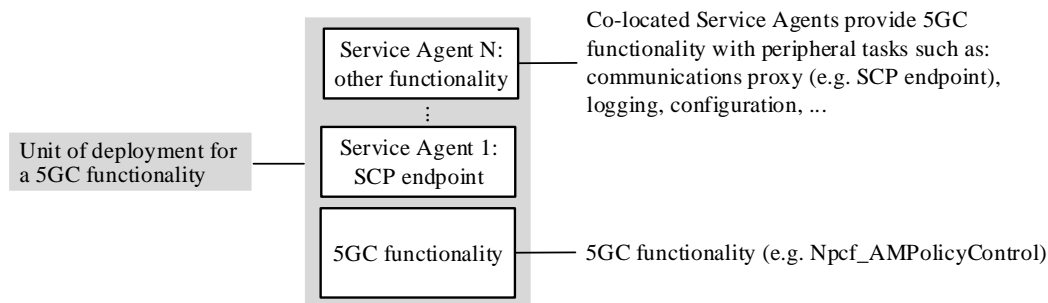 Service Agent N:
other functionality
Co-located Service Agents provide 5GC
functionality with peripheral tasks such as:
communications proxy (e.g. SCP endpoint),
logging, configuration, ...
...
Unit of deployment for
a 5GC functionality
Service Agent 1:
SCP endpoint
5GC functionality
5GC functionality (e.g. Npcf_AMPolicyControl)